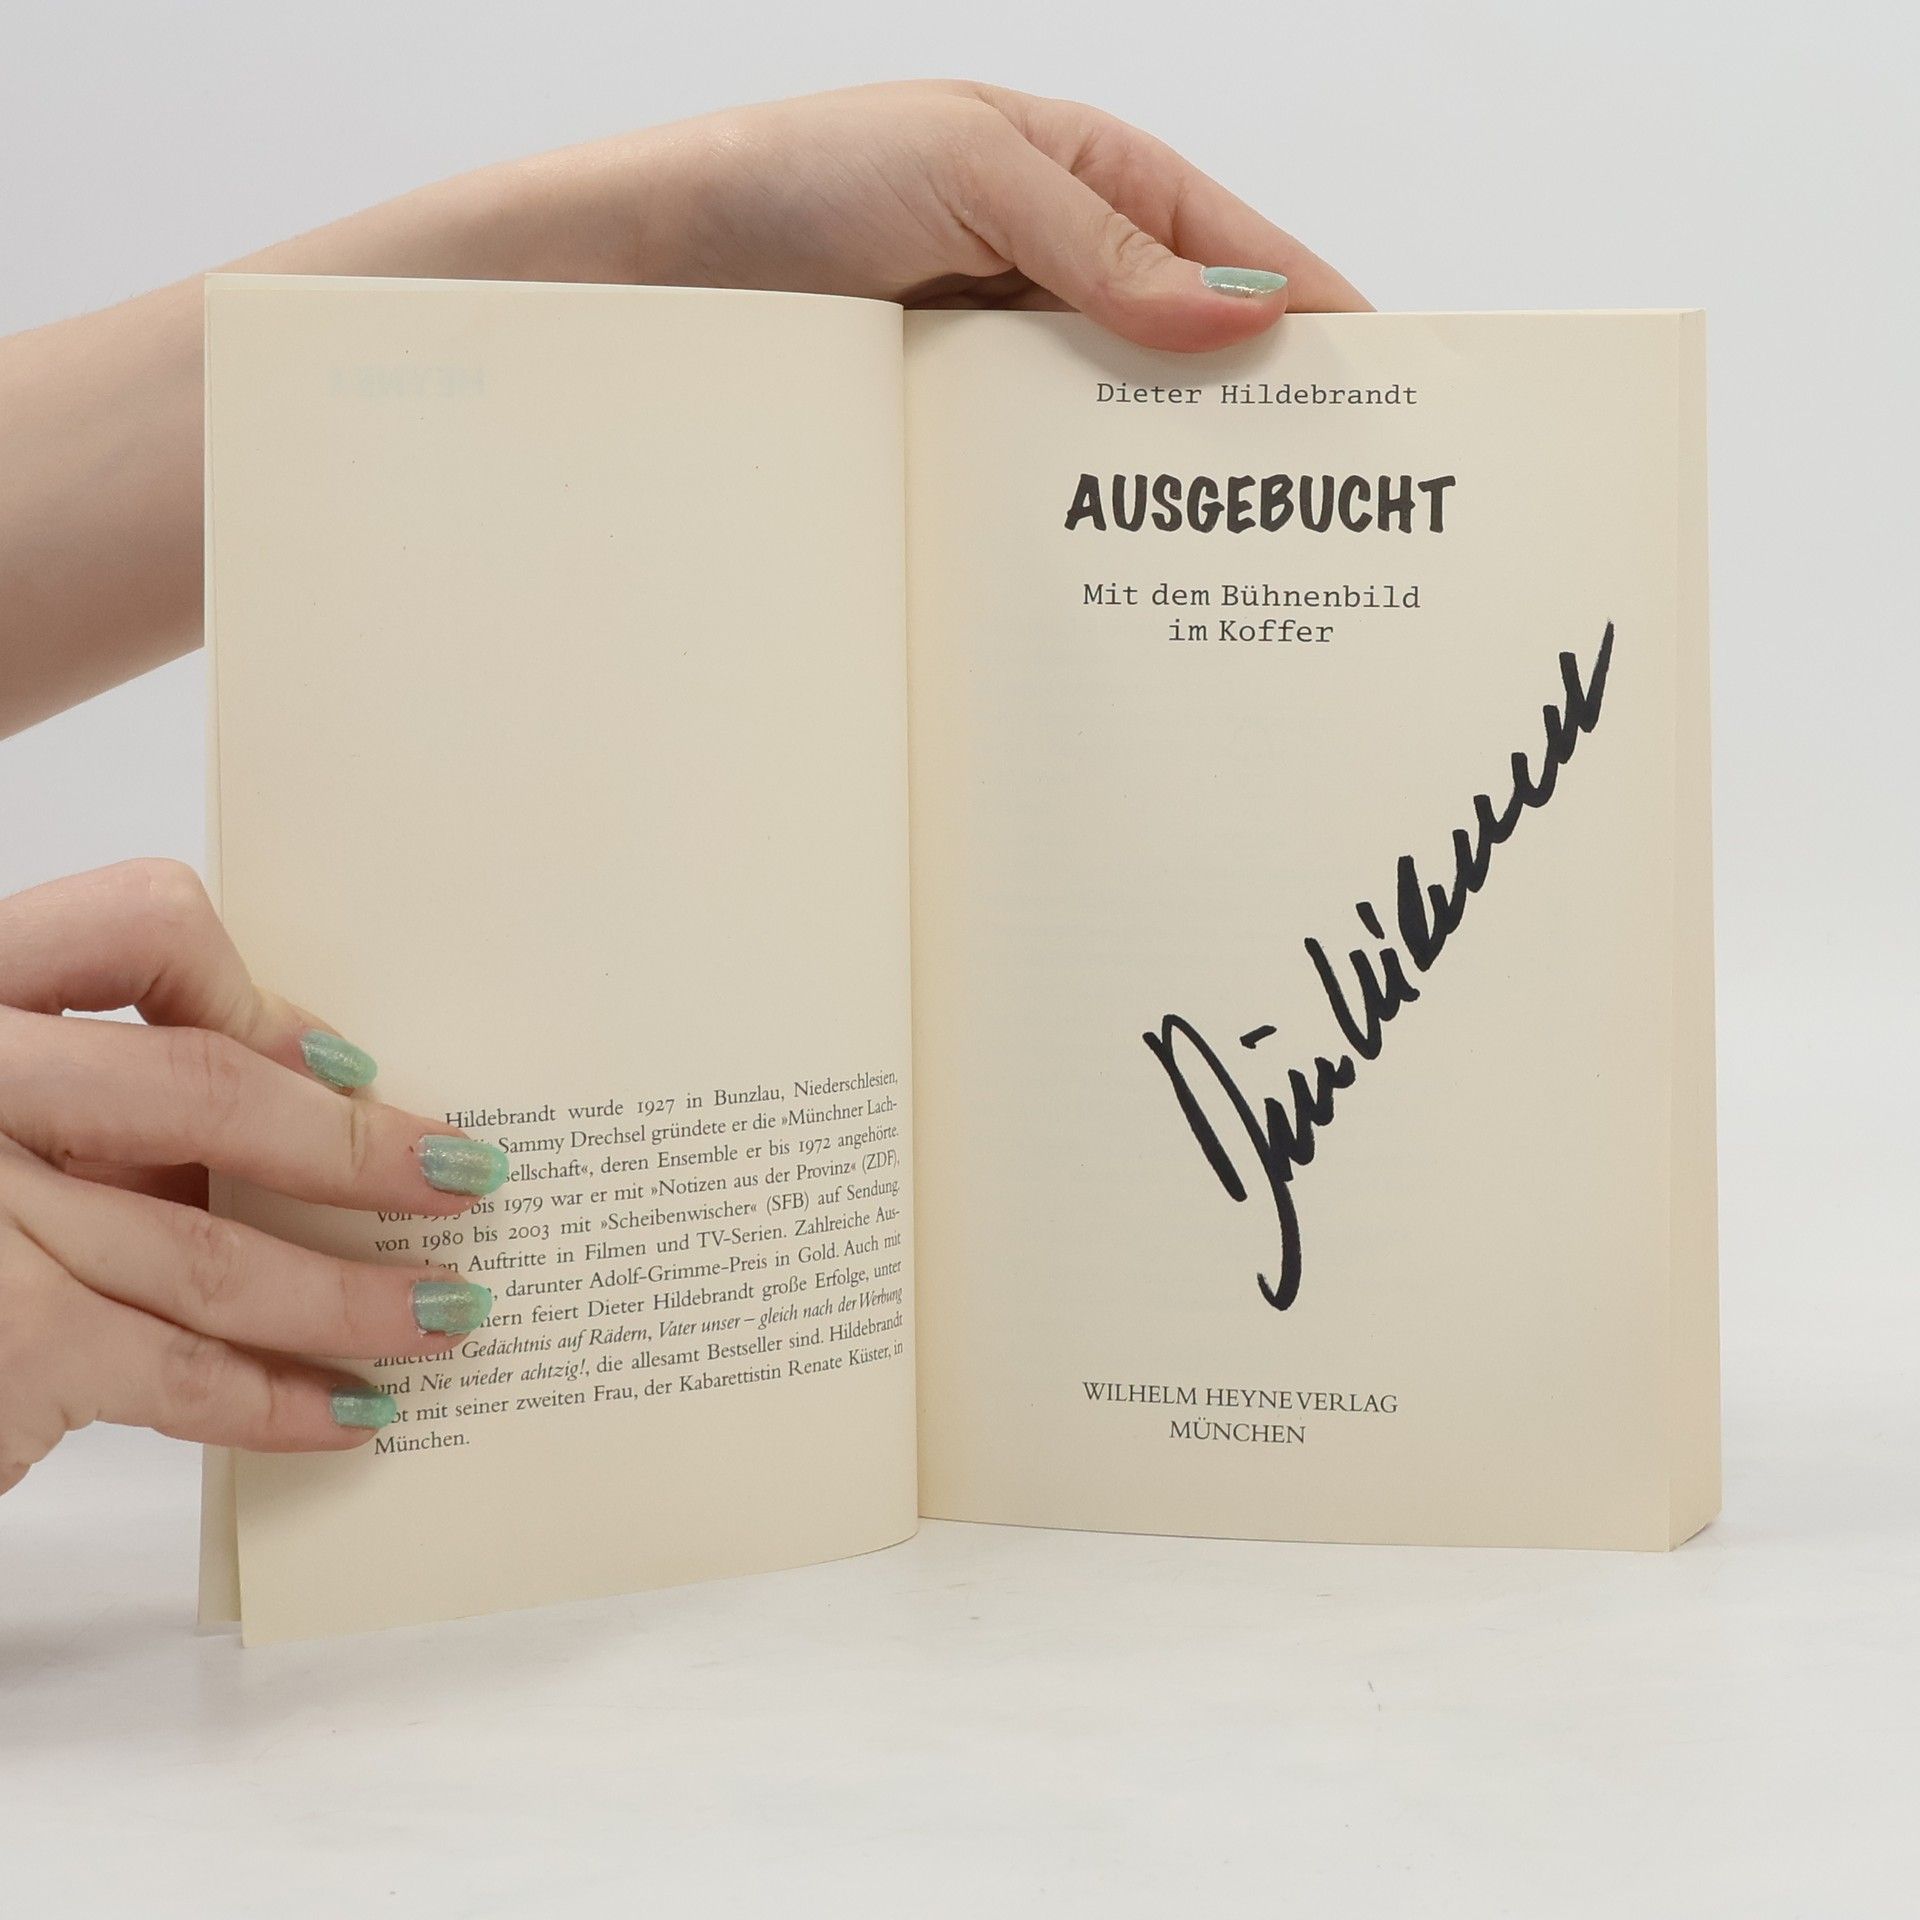 Hildebrandt wurde 1927 in Bunzlau, Niederschlesien,
Sammy Drechsel gründete er die »Münchner Lach-
sellschaft«, deren Ensemble er bis 1972 angehörte.
von bis 1979 war er mit »Notizen aus der Provinz« (ZDF),
von 1980 bis 2003 mit »Scheibenwischer« (SFB) auf Sendung.
Auftritte in Filmen und TV-Serien. Zahlreiche Aus-
, darunter Adolf-Grimme-Preis in Gold. Auch mit
hern feiert Dieter Hildebrandt große Erfolge, unter
anderem Gedächtnis auf Rädern, Vater unser – gleich nach der Werbung
und Nie wieder achtzig!, die allesamt Bestseller sind. Hildebrandt
bt mit seiner zweiten Frau, der Kabarettistin Renate Küster, in
München.
Dieter Hildebrandt
AUSGEBUCHT
Mit dem Bühnenbild
im Koffer
WILHELM HEYNE VERLAG
MÜNCHEN